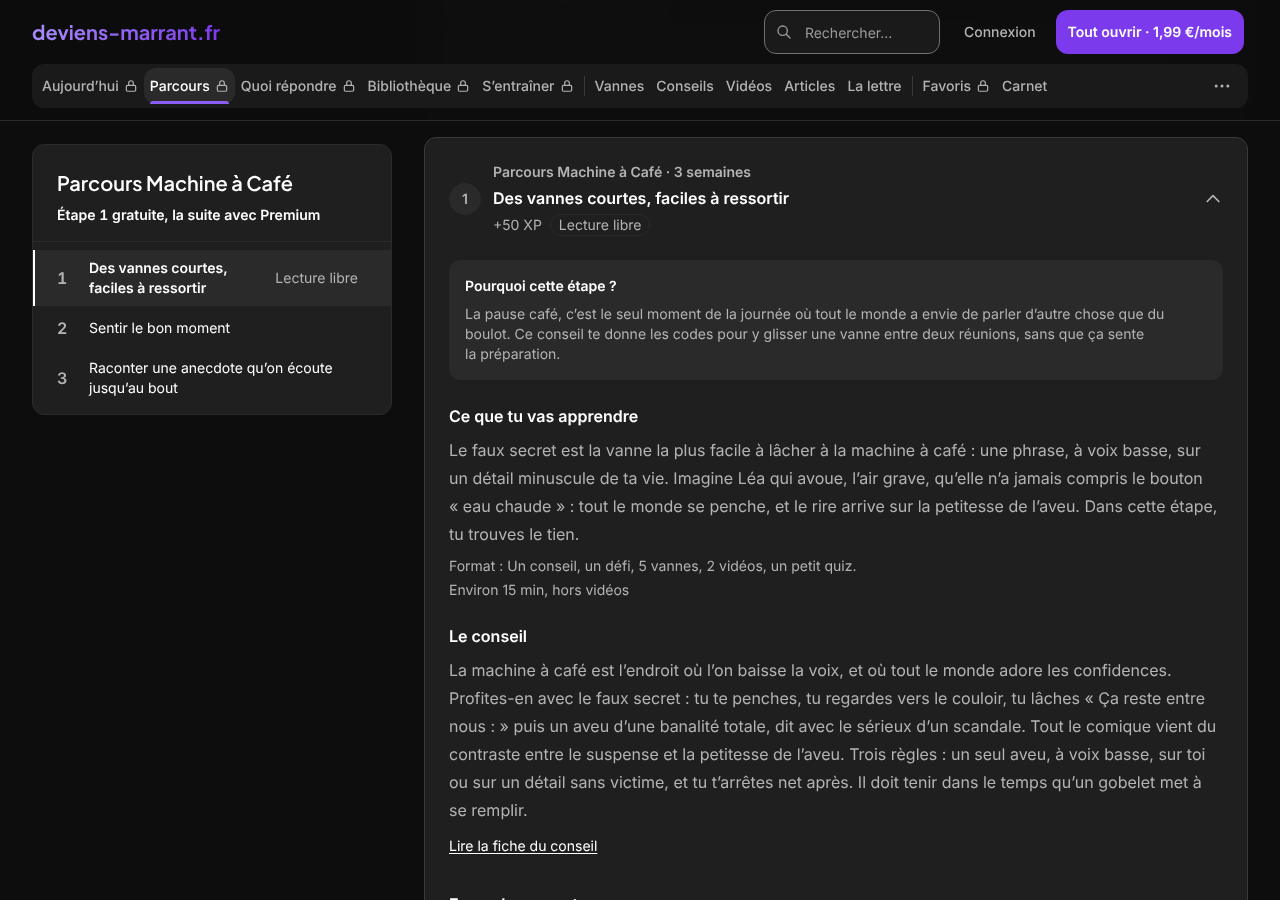 deviens-marrant.fr
Rechercher...
Connexion
Tout ouvrir · 1,99 €/mois
Aujourd’hui
Parcours
Quoi répondre
Bibliothèque
S’entraîner
Vannes
Conseils
Vidéos
Articles
La lettre
Favoris
Carnet
Parcours Machine à Café
Étape 1 gratuite, la suite avec Premium
1
Des vannes courtes,
faciles à ressortir
Lecture libre
2
Sentir le bon moment
3
Raconter une anecdote qu’on écoute
jusqu’au bout
Parcours Machine à Café · 3 semaines
1
Des vannes courtes, faciles à ressortir
+50 XP
Lecture libre
Pourquoi cette étape ?
La pause café, c’est le seul moment de la journée où tout le monde a envie de parler d’autre chose que du
boulot. Ce conseil te donne les codes pour y glisser une vanne entre deux réunions, sans que ça sente
la préparation.
Ce que tu vas apprendre
Le faux secret est la vanne la plus facile à lâcher à la machine à café : une phrase, à voix basse, sur
un détail minuscule de ta vie. Imagine Léa qui avoue, l’air grave, qu’elle n’a jamais compris le bouton
« eau chaude » : tout le monde se penche, et le rire arrive sur la petitesse de l’aveu. Dans cette étape,
tu trouves le tien.
Format : Un conseil, un défi, 5 vannes, 2 vidéos, un petit quiz.
Environ 15 min, hors vidéos
Le conseil
La machine à café est l’endroit où l’on baisse la voix, et où tout le monde adore les confidences.
Profites-en avec le faux secret : tu te penches, tu regardes vers le couloir, tu lâches « Ça reste entre
nous : » puis un aveu d’une banalité totale, dit avec le sérieux d’un scandale. Tout le comique vient du
contraste entre le suspense et la petitesse de l’aveu. Trois règles : un seul aveu, à voix basse, sur toi
ou sur un détail sans victime, et tu t’arrêtes net après. Il doit tenir dans le temps qu’un gobelet met à
se remplir.
Lire la fiche du conseil